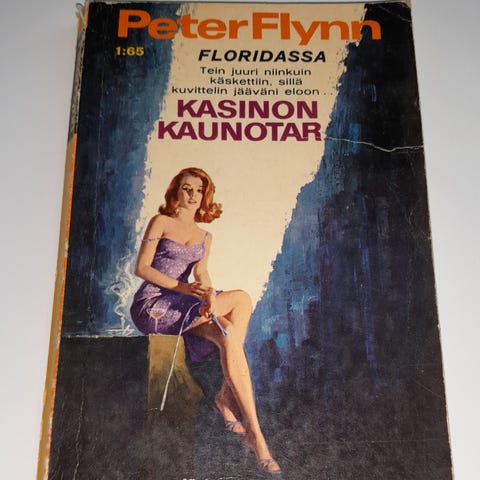 Peter Flynn
1:65
FLORIDASSA
Tein juuri niinkuin
käskettiin, sillä
kuvittelin jääväni eloon...
KASINON
KAUNOTAR